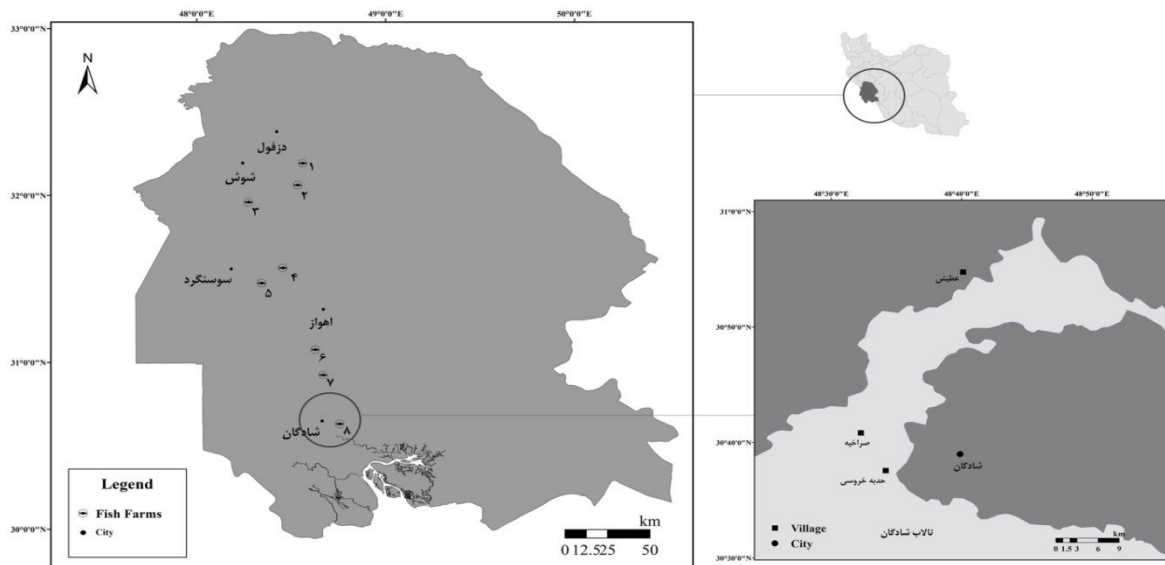 48°0'0"E
49°0'0"E
50°0'0"E
33°0'0"N
32°0'0"N
31°0'0"N
30°0'0"N
N
دزفول
شوش
۱
۲
۳
سوسنگرد
۴
۵
اهواز
۶
۷
شادگان
۸
Legend
Fish Farms
City
km
0 12.525 50
48°30'0"E
48°40'0"E
48°50'0"E
31°0'0"N
30°50'0"N
30°40'0"N
30°30'0"N
عطیش
صراخیه
شادگان
حدبه خروسی
تالاب شادگان
Village
City
km
0 1.5 3 6 9